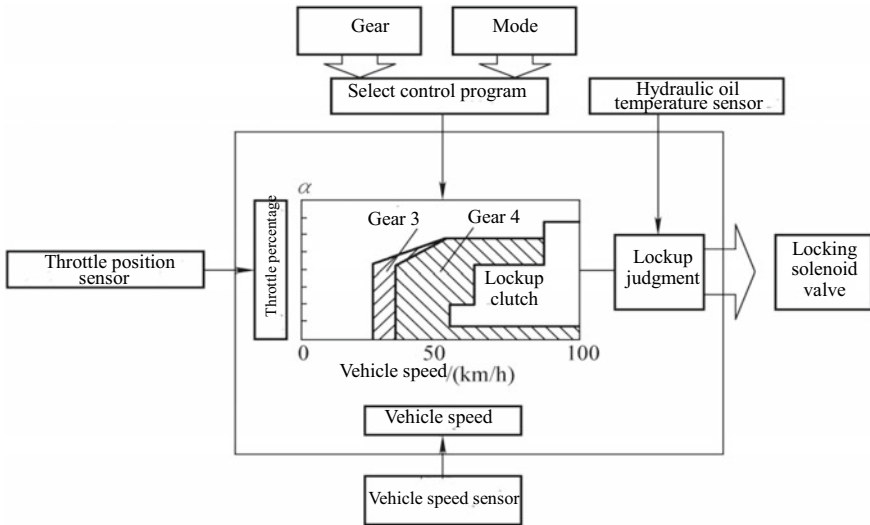 Gear
Mode
Select control program
Hydraulic oil
temperature sensor
α
Throttle percentage
Gear 3
Gear 4
Throttle position
sensor
Lockup
clutch
Lockup
judgment
Locking
solenoid
valve
0
50
100
Vehicle speed/(km/h)
Vehicle speed
Vehicle speed sensor